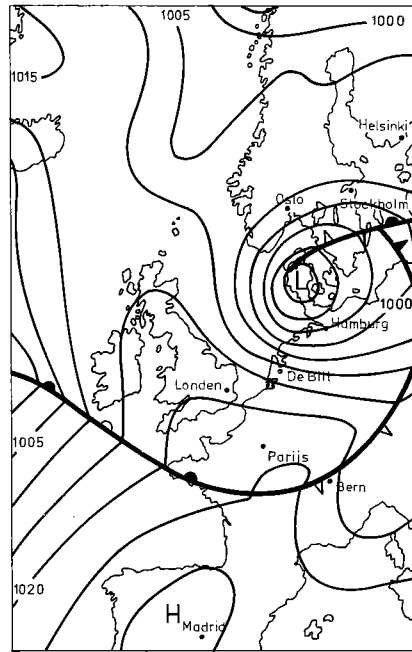 1005
1000
1015
Helsinki
Oslo
Stockholm
L
1000
Hamburg
De Bilt
Londen
1005
Parijs
Bern
1020
H
Madrid